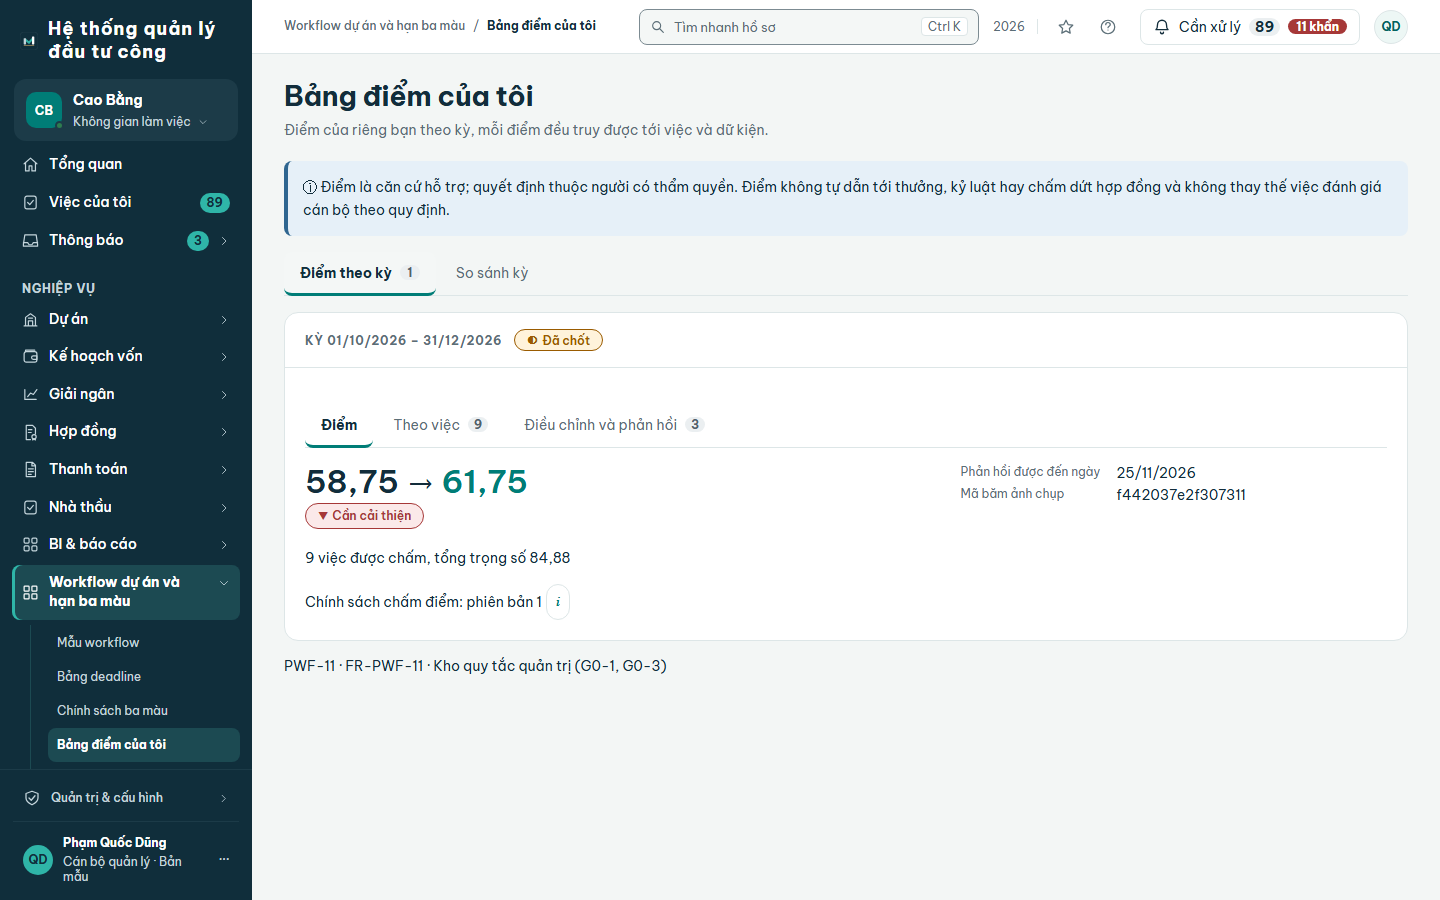 Hệ thống quản lý
đầu tư công
CB
Cao Bằng
Không gian làm việc
Tổng quan
Việc của tôi 89
Thông báo 3
NGHIỆP VỤ
Dự án
Kế hoạch vốn
Giải ngân
Hợp đồng
Thanh toán
Nhà thầu
BI & báo cáo
Workflow dự án và
hạn ba màu
Mẫu workflow
Bảng deadline
Chính sách ba màu
Bảng điểm của tôi
Quản trị & cấu hình
QD
Phạm Quốc Dũng
Cán bộ quản lý · Bản
mẫu
Workflow dự án và hạn ba màu / Bảng điểm của tôi
Tìm nhanh hồ sơ Ctrl K
2026
Cần xử lý 89 11 khẩn
QD
Bảng điểm của tôi
Điểm của riêng bạn theo kỳ, mỗi điểm đều truy được tới việc và dữ kiện.
Điểm là căn cứ hỗ trợ; quyết định thuộc người có thẩm quyền. Điểm không tự dẫn tới thưởng, kỷ luật hay chấm dứt hợp đồng và không thay thế việc đánh giá
cán bộ theo quy định.
Điểm theo kỳ 1
So sánh kỳ
KỲ 01/10/2026 – 31/12/2026
Đã chốt
Điểm
Theo việc 9
Điều chỉnh và phản hồi 3
58,75 → 61,75
▼ Cần cải thiện
Phản hồi được đến ngày 25/11/2026
Mã băm ảnh chụp f442037e2f307311
9 việc được chấm, tổng trọng số 84,88
Chính sách chấm điểm: phiên bản 1 i
PWF-11 · FR-PWF-11 · Kho quy tắc quản trị (G0-1, G0-3)